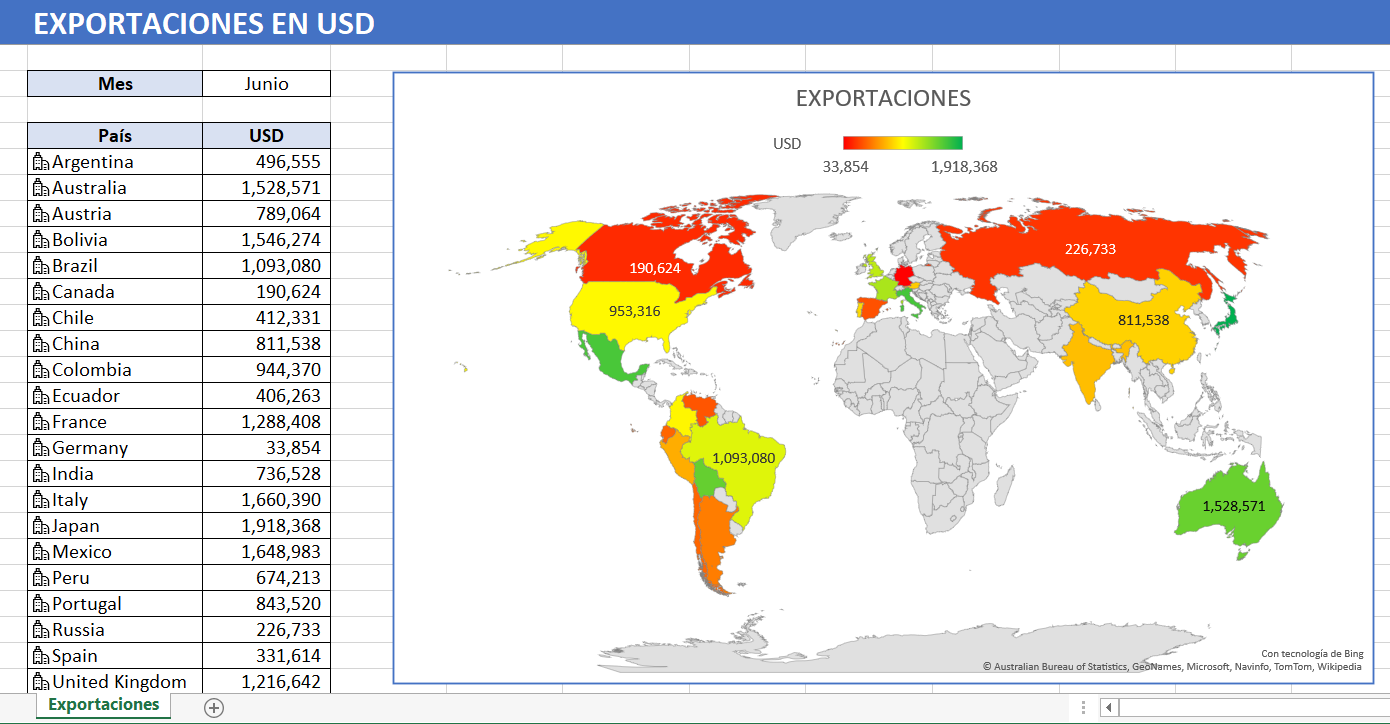 EXPORTACIONES EN USD
Mes Junio
País USD
Argentina 496,555
Australia 1,528,571
Austria 789,064
Bolivia 1,546,274
Brazil 1,093,080
Canada 190,624
Chile 412,331
China 811,538
Colombia 944,370
Ecuador 406,263
France 1,288,408
Germany 33,854
India 736,528
Italy 1,660,390
Japan 1,918,368
Mexico 1,648,983
Peru 674,213
Portugal 843,520
Russia 226,733
Spain 331,614
United Kingdom 1,216,642
EXPORTACIONES
USD
33,854 1,918,368
226,733
190,624
953,316
811,538
1,093,080
1,528,571
Con tecnología de Bing
© Australian Bureau of Statistics, GeoNames, Microsoft, Navinfo, TomTom, Wikipedia
Exportaciones